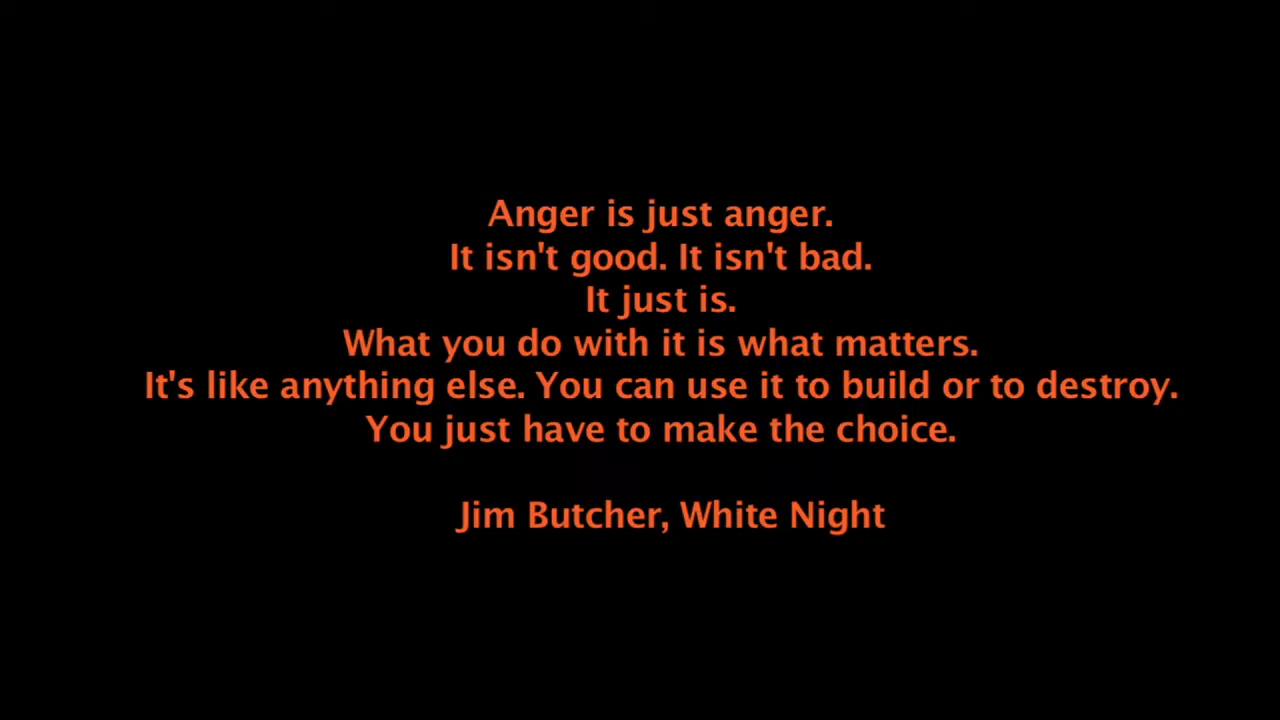 Anger is just anger.
It isn't good. It isn't bad.
It just is.
What you do with it is what matters.
It's like anything else. You can use it to build or to destroy.
You just have to make the choice.
Jim Butcher, White Night